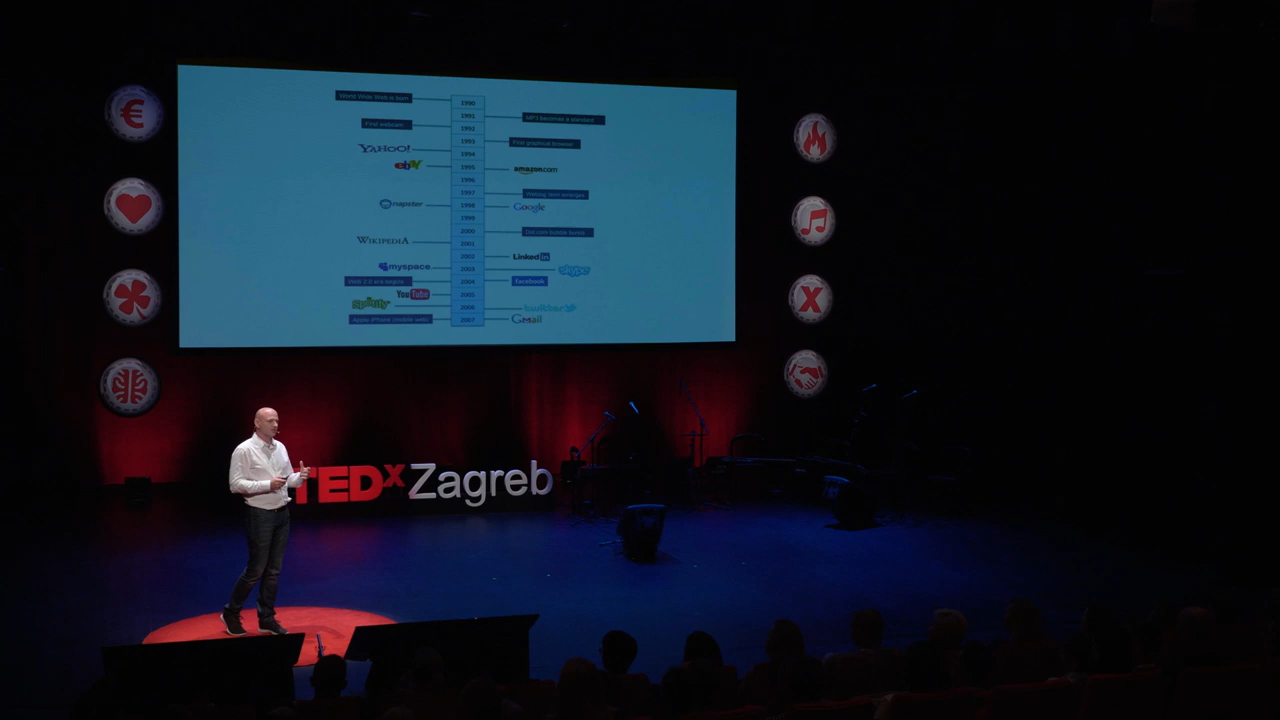 World Wide Web is born
1990
1991
MP3 becomes a standard
First webcam
1992
1993
First graphical browser
YAHOO!
1994
ebay
1995
amazon.com
1996
1997
Weblog term emerges
napster
1998
Google
1999
2000
Dot.com bubble bursts
WIKIPEDIA
2001
2002
Linked in
myspace
2003
skype
Web 2.0 era begins
2004
facebook
YouTube
2005
Spotify
2006
twitter
Apple iPhone (mobile web)
2007
Gmail
€
X
TEDx Zagreb